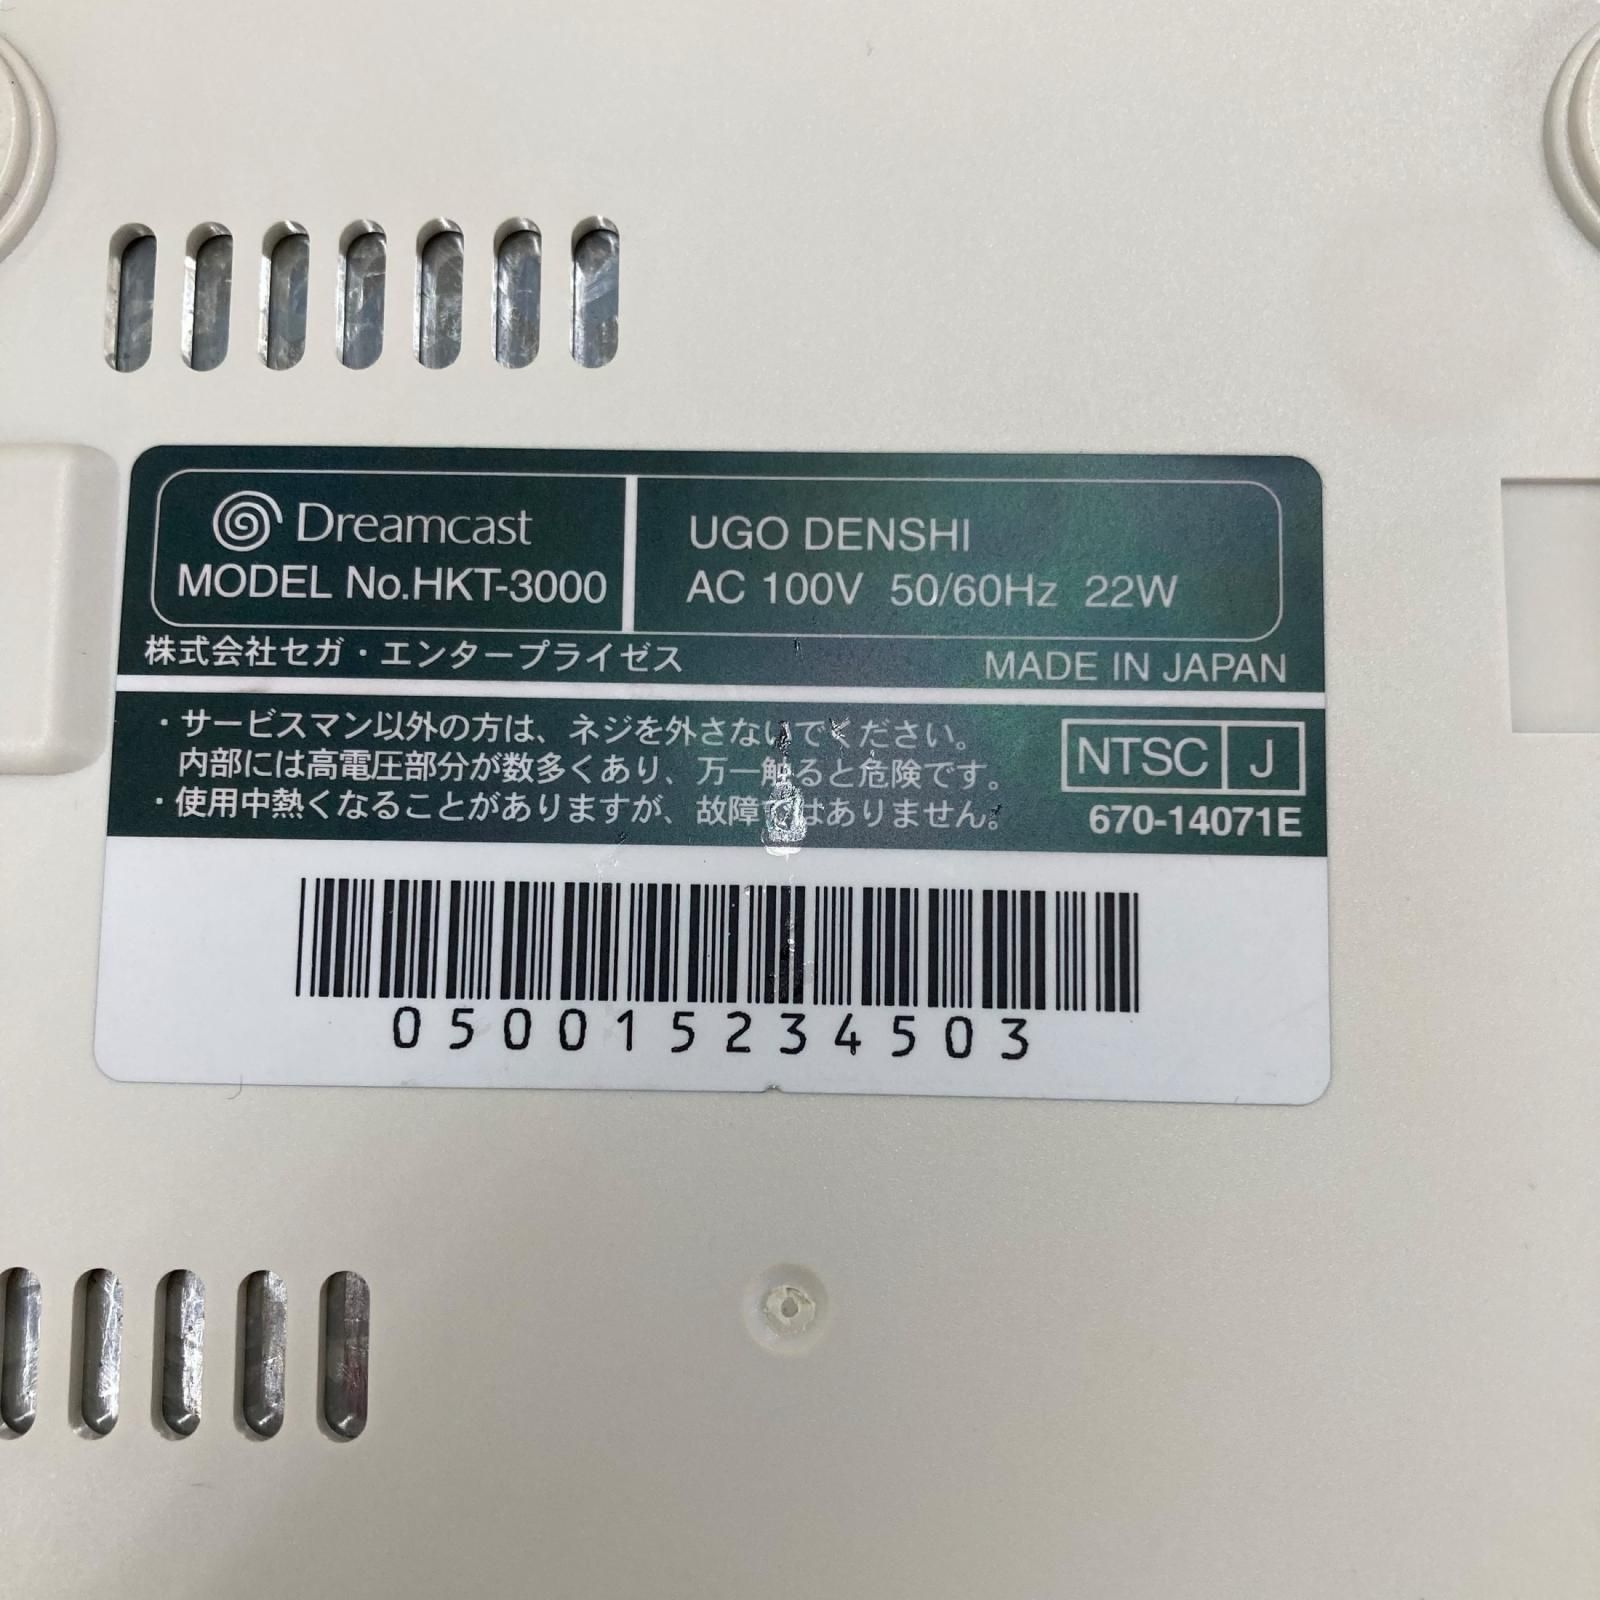 Dreamcast
MODEL No.HKT-3000
UGO DENSHI
AC 100V 50/60Hz 22W
株式会社セガ・エンタープライゼス
MADE IN JAPAN
・サービスマン以外の方は、ネジを外さないでください。
内部には高電圧部分が数多くあり、万一触ると危険です。
・使用中熱くなることがありますが、故障ではありません。
NTSC J
670-14071E
050015234503